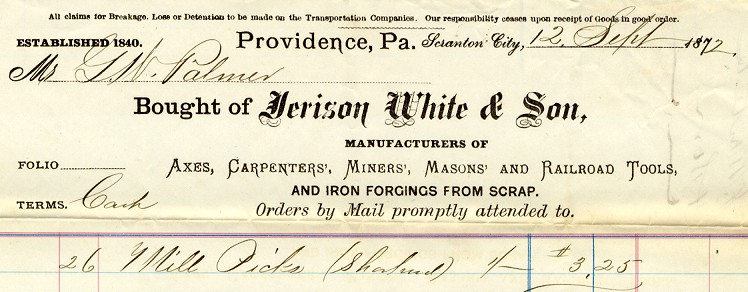 All claims for Breakage, Loss or Detention to be made on the Transportation Companies. Our responsibility ceases upon receipt of Goods in good order.
ESTABLISHED 1840. Providence, Pa. Scranton City, 12, Sept 1872
Mr G. W. Palmer
Bought of Jerison White & Son,
MANUFACTURERS OF
FOLIO AXES, CARPENTERS', MINERS', MASONS' AND RAILROAD TOOLS,
AND IRON FORGINGS FROM SCRAP.
TERMS. Cash Orders by Mail promptly attended to.
26 Mill Picks (Sharpened) 1/- $3,25